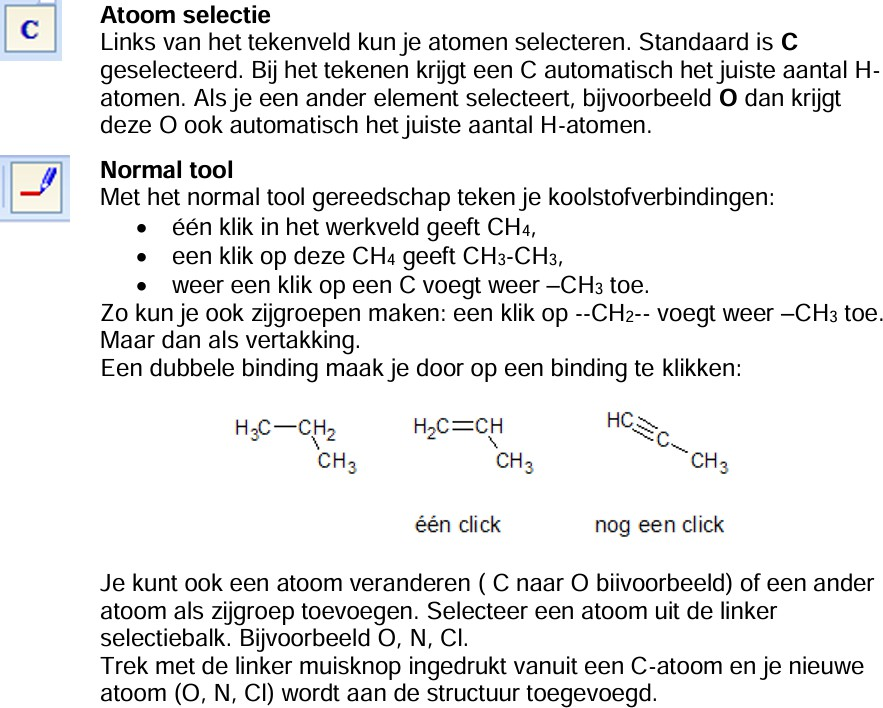 C
Atoom selectie
Links van het tekenveld kun je atomen selecteren. Standaard is C
geselecteerd. Bij het tekenen krijgt een C automatisch het juiste aantal H-
atomen. Als je een ander element selecteert, bijvoorbeeld O dan krijgt
deze O ook automatisch het juiste aantal H-atomen.
Normal tool
Met het normal tool gereedschap teken je koolstofverbindingen:
• één klik in het werkveld geeft CH₄,
• een klik op deze CH₄ geeft CH₃-CH₃,
• weer een klik op een C voegt weer –CH₃ toe.
Zo kun je ook zijgroepen maken: een klik op --CH₂-- voegt weer –CH₃ toe.
Maar dan als vertakking.
Een dubbele binding maak je door op een binding te klikken:
H₃C—CH₂ H₂C=CH HC≡C
CH₃ CH₃ CH₃
één click nog een click
Je kunt ook een atoom veranderen ( C naar O biivoorbeeld) of een ander
atoom als zijgroep toevoegen. Selecteer een atoom uit de linker
selectiebalk. Bijvoorbeeld O, N, Cl.
Trek met de linker muisknop ingedrukt vanuit een C-atoom en je nieuwe
atoom (O, N, Cl) wordt aan de structuur toegevoegd.